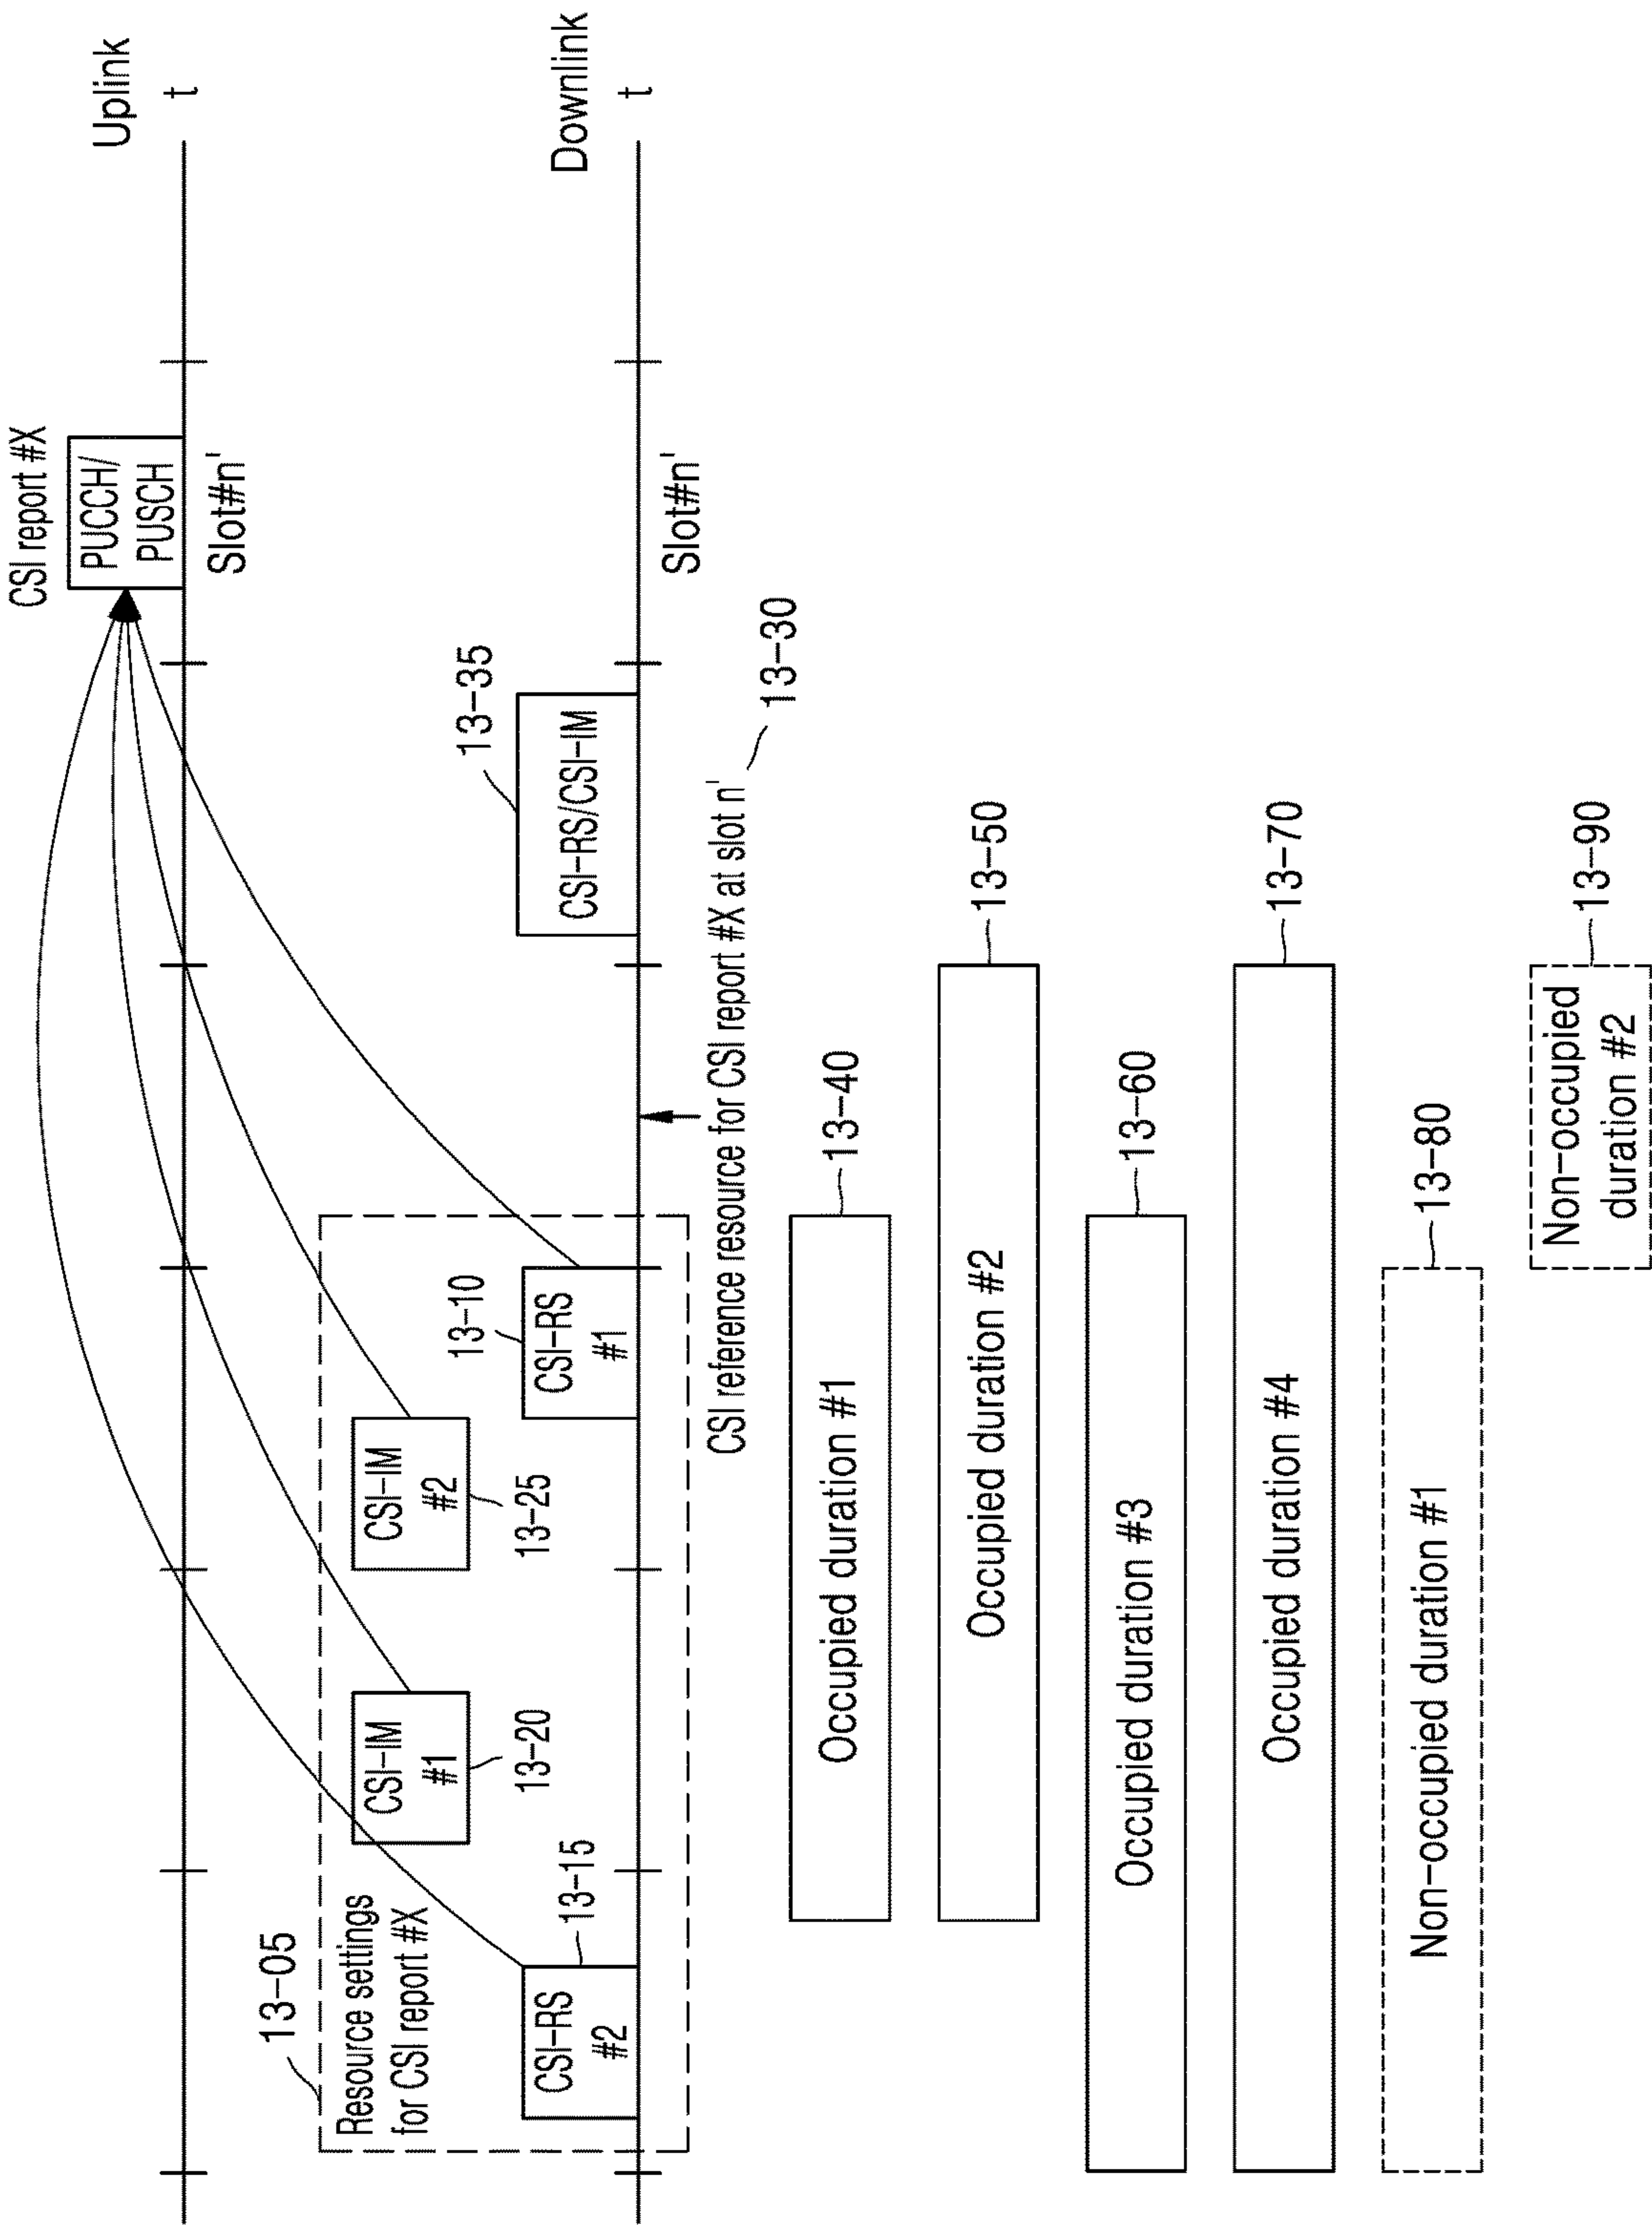 CSI report #X
PUCCH/
PUSCH
Uplink
t
Slot#n'
13-05
Resource settings
for CSI report #X
CSI-IM
#1
13-20
CSI-IM
#2
13-25
CSI-RS
#2
13-15
CSI-RS
#1
13-10
CSI-RS/CSI-IM
13-35
Downlink
t
Slot#n'
CSI reference resource for CSI report #X at slot n'
13-30
Occupied duration #1
13-40
Occupied duration #2
13-50
Occupied duration #3
13-60
Occupied duration #4
13-70
Non-occupied duration #1
13-80
Non-occupied
duration #2
13-90